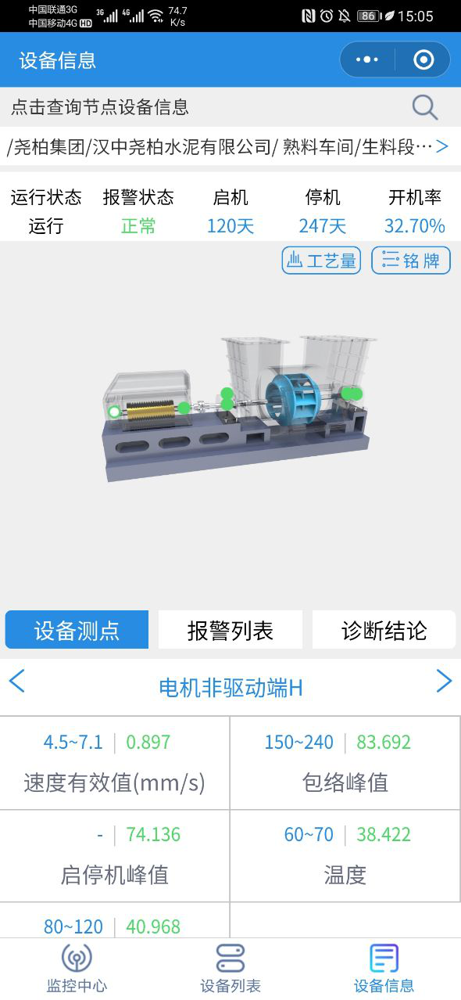 中国联通3G
中国移动4G HD
3G 4G 74.7 K/s
86 15:05
设备信息
点击查询节点设备信息
/尧柏集团/汉中尧柏水泥有限公司/ 熟料车间/生料段…>
运行状态 报警状态 启机 停机 开机率
运行 正常 120天 247天 32.70%
工艺量 铭 牌
设备测点 报警列表 诊断结论
电机非驱动端H
4.5~7.1 | 0.897 150~240 | 83.692
速度有效值(mm/s) 包络峰值
- | 74.136 60~70 | 38.422
启停机峰值 温度
80~120 | 40.968
监控中心 设备列表 设备信息